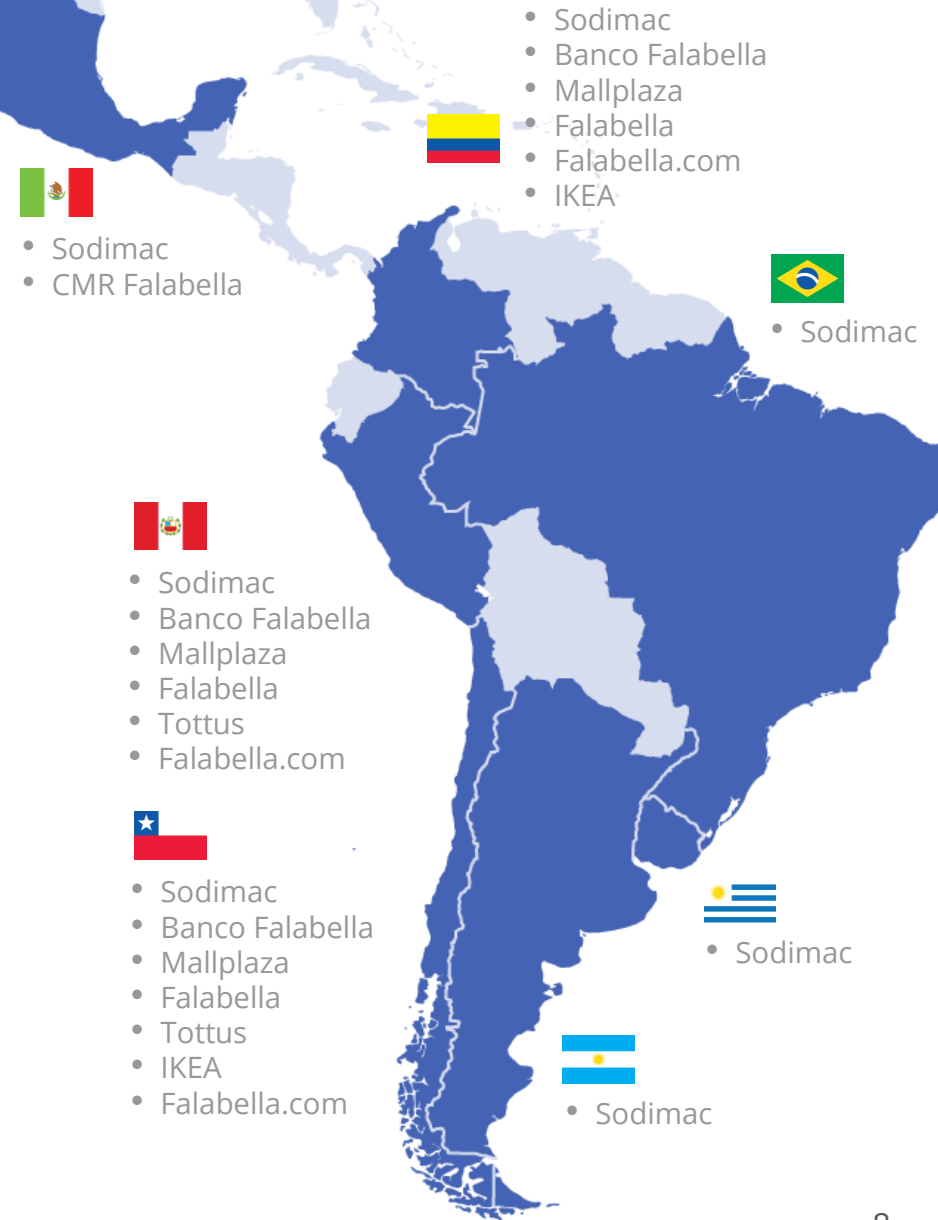 • Sodimac
• Banco Falabella
• Mallplaza
• Falabella
• Falabella.com
• IKEA
• Sodimac
• CMR Falabella
• Sodimac
• Sodimac
• Banco Falabella
• Mallplaza
• Falabella
• Tottus
• Falabella.com
• Sodimac
• Banco Falabella
• Mallplaza
• Falabella
• Tottus
• IKEA
• Falabella.com
• Sodimac
• Sodimac